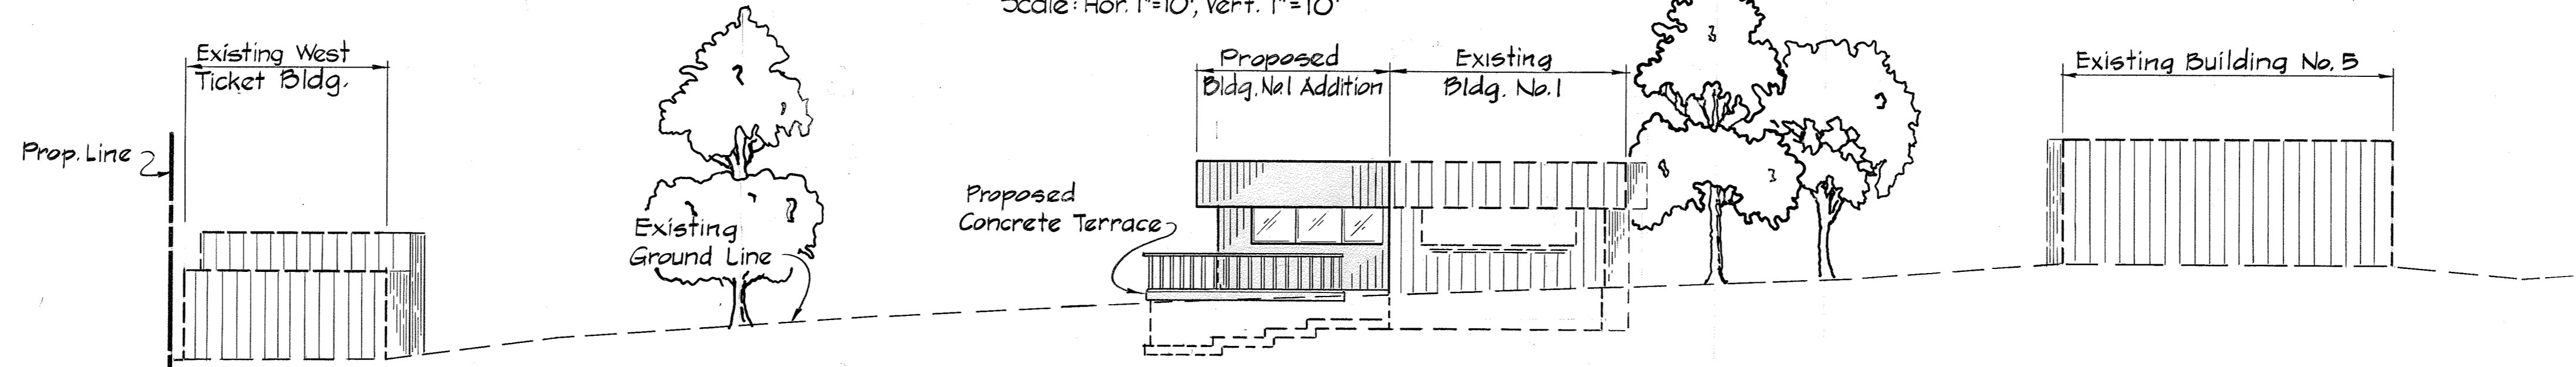 Scale: Hor. 1"=10', Vert. 1"=10'
Existing West
Ticket Bldg.
Prop. Line
Existing
Ground Line
Proposed
Concrete Terrace
Proposed
Bldg. No.1 Addition
Existing
Bldg. No. 1
Existing Building No. 5